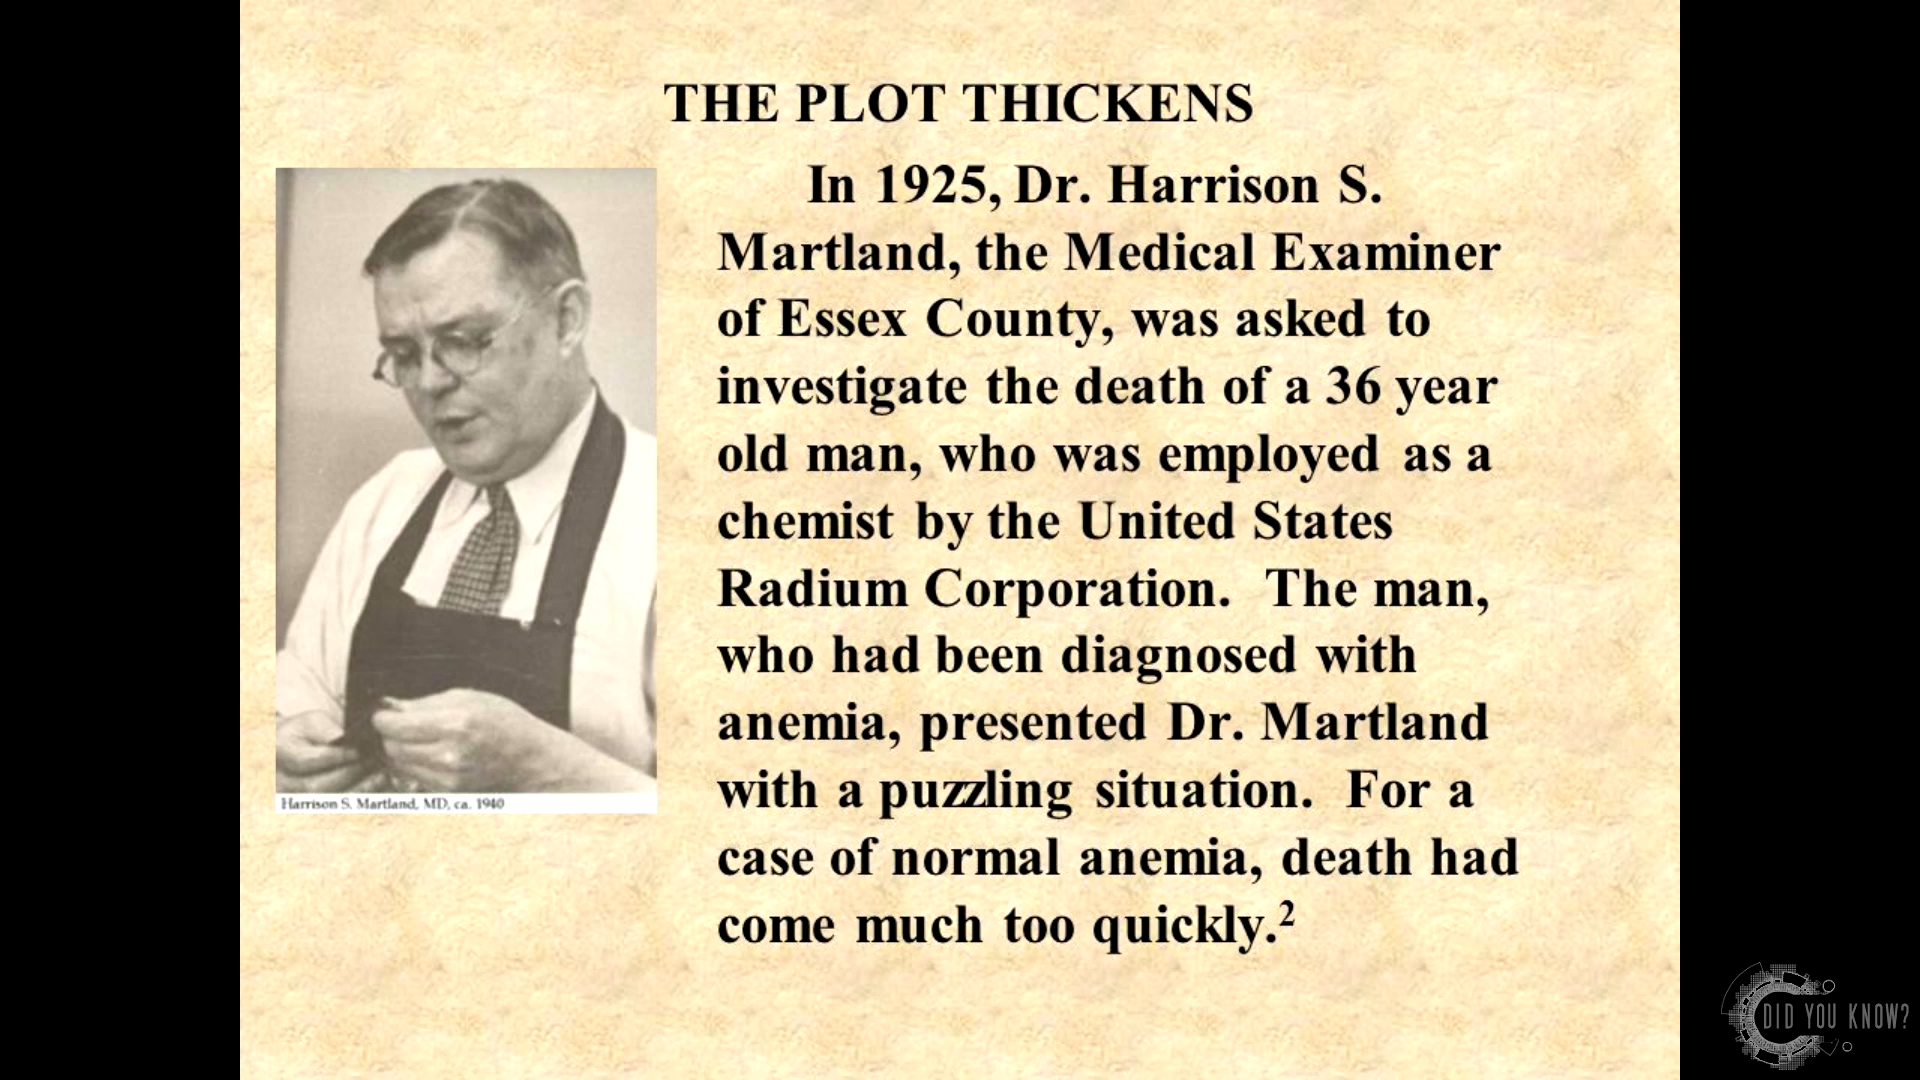 THE PLOT THICKENS
In 1925, Dr. Harrison S.
Martland, the Medical Examiner
of Essex County, was asked to
investigate the death of a 36 year
old man, who was employed as a
chemist by the United States
Radium Corporation.  The man,
who had been diagnosed with
anemia, presented Dr. Martland
with a puzzling situation.  For a
case of normal anemia, death had
come much too quickly.²
Harrison S. Martland, MD, ca. 1940
DID YOU KNOW?